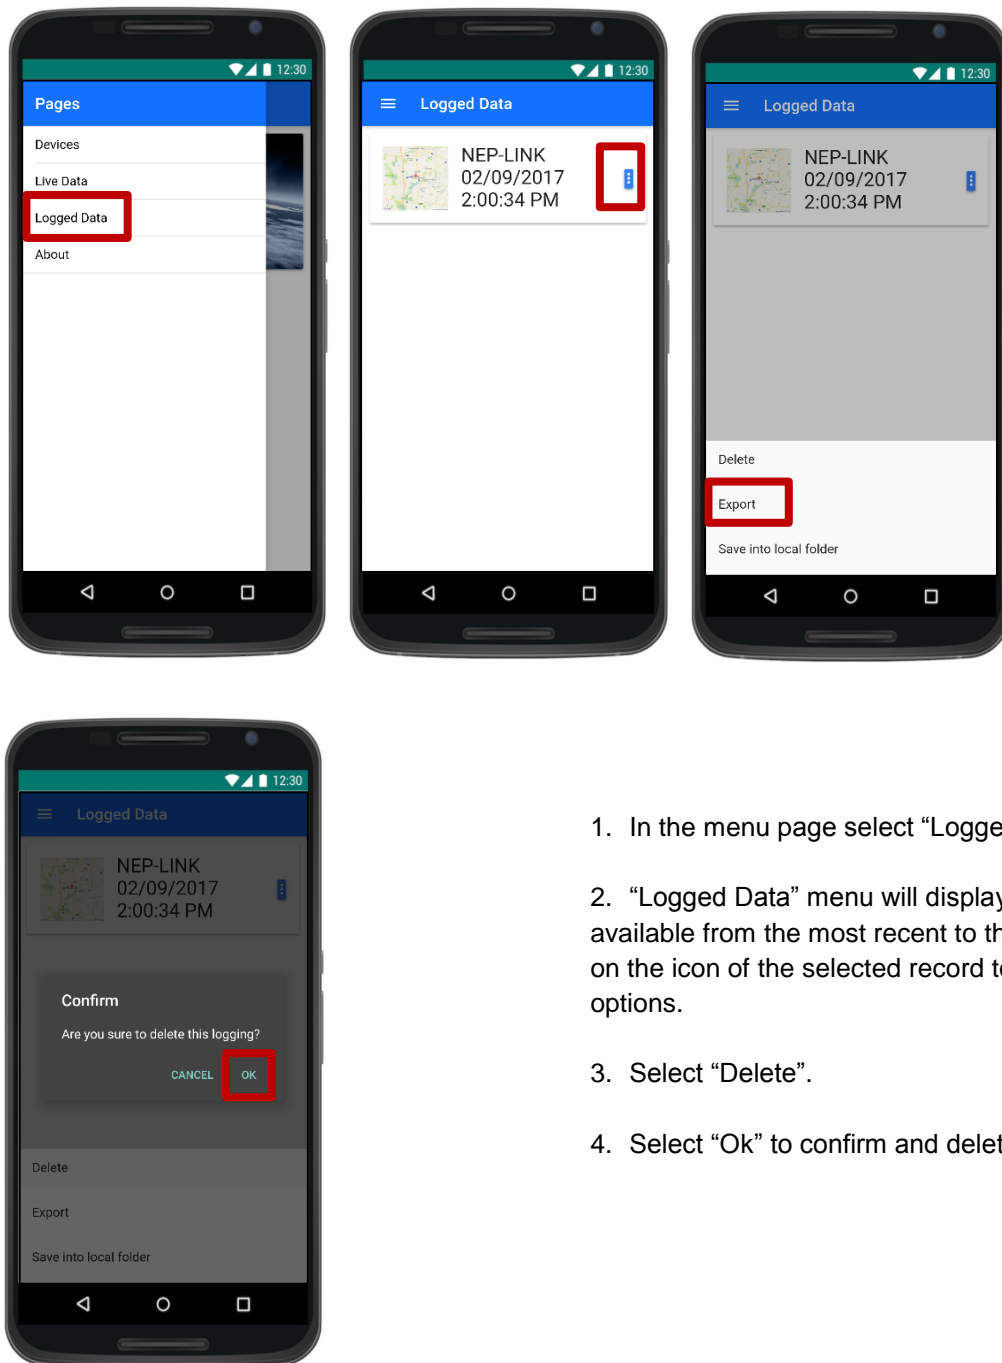 12:30
Pages
Devices
Live Data
Logged Data
About
12:30
Logged Data
NEP-LINK
02/09/2017
2:00:34 PM
12:30
Logged Data
NEP-LINK
02/09/2017
2:00:34 PM
Delete
Export
Save into local folder
12:30
Logged Data
NEP-LINK
02/09/2017
2:00:34 PM
Confirm
Are you sure to delete this logging?
CANCEL OK
Delete
Export
Save into local folder
1. In the menu page select “Logge
2. “Logged Data” menu will display
available from the most recent to th
on the icon of the selected record t
options.
3. Select “Delete”.
4. Select “Ok” to confirm and delet